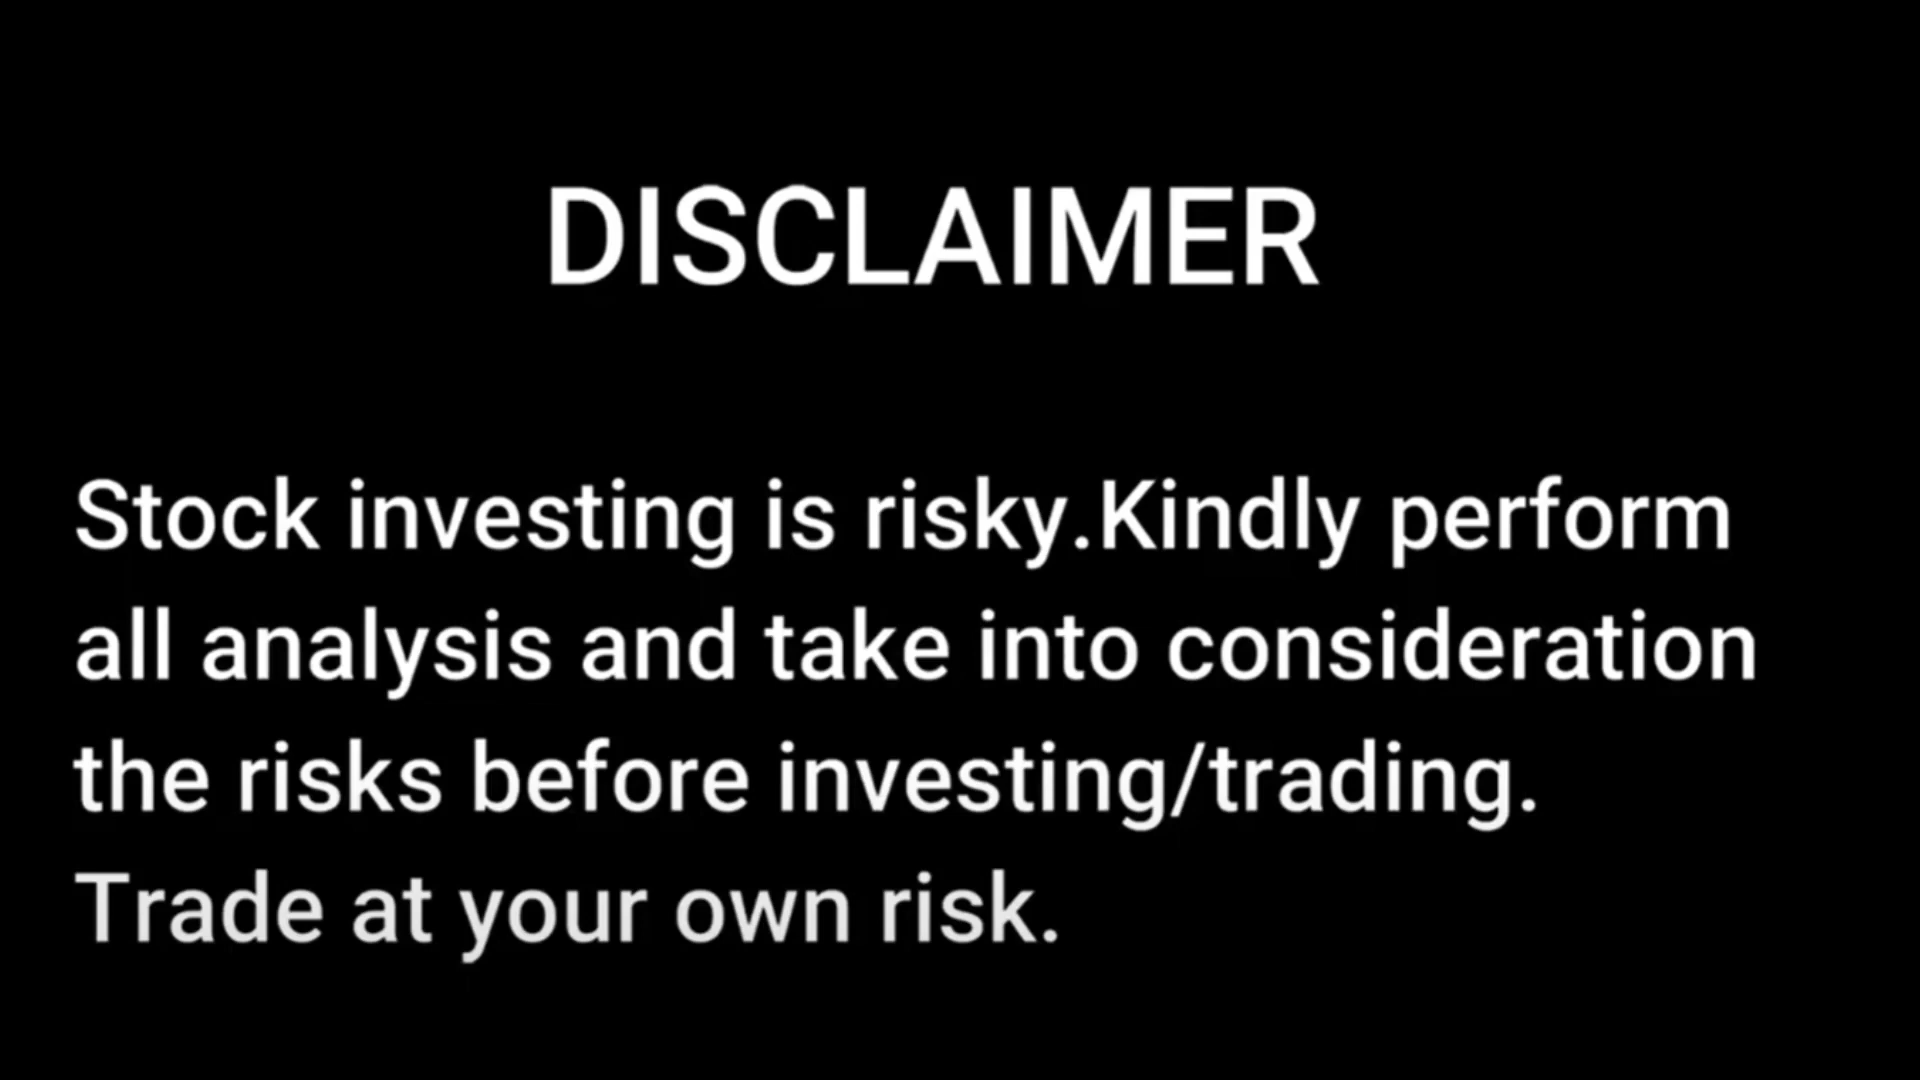 DISCLAIMER
Stock investing is risky.Kindly perform
all analysis and take into consideration
the risks before investing/trading.
Trade at your own risk.